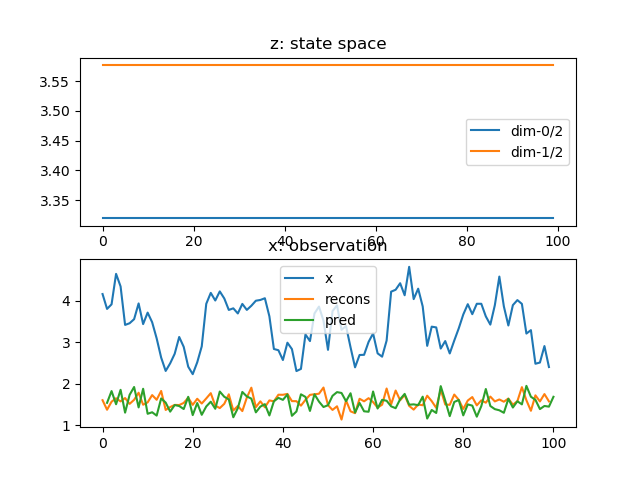 z: state space
3.55
3.50
3.45
3.40
3.35
dim-0/2
dim-1/2
0 20 40 60 80 100
x: observation
4
3
2
1
x
recons
pred
0 20 40 60 80 100